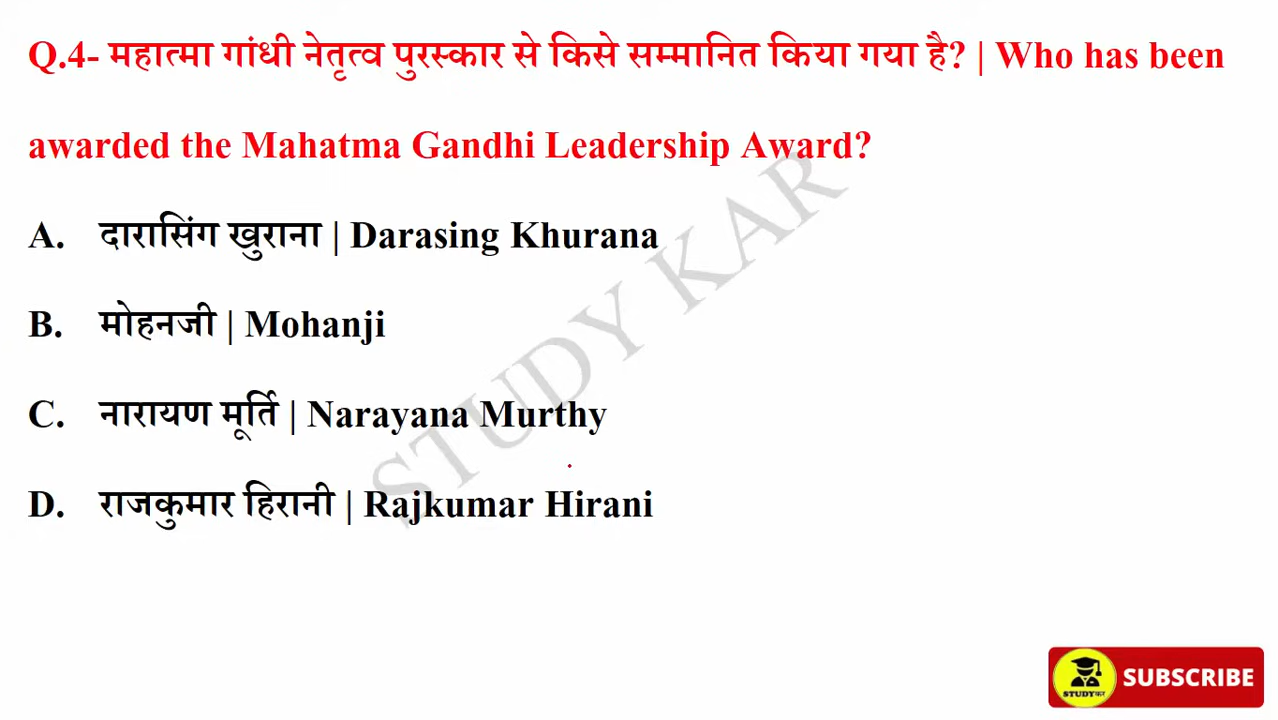 Q.4- महात्मा गांधी नेतृत्व पुरस्कार से किसे सम्मानित किया गया है? | Who has been
awarded the Mahatma Gandhi Leadership Award?
A. दारासिंग खुराना | Darasing Khurana
B. मोहनजी | Mohanji
C. नारायण मूर्ति | Narayana Murthy
D. राजकुमार हिरानी | Rajkumar Hirani
STUDY KAR
STUDYकर
SUBSCRIBE